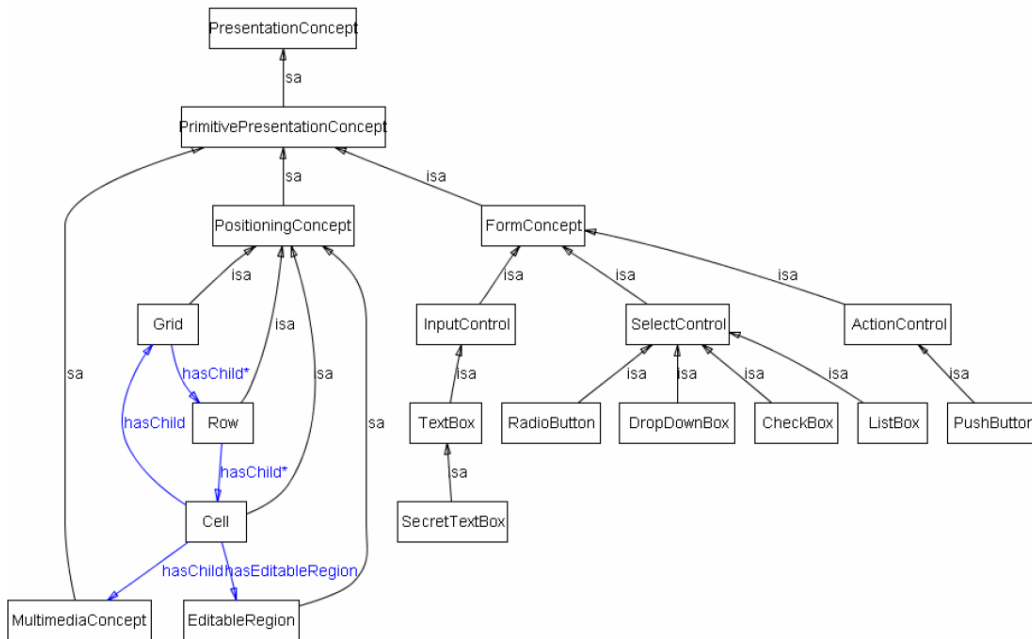 PresentationConcept
sa
PrimitivePresentationConcept
sa
isa
PositioningConcept
FormConcept
isa
isa
isa
isa
Grid
InputControl
SelectControl
ActionControl
isa
sa
sa
hasChild*
isa
isa
isa
isa
isa
isa
hasChild
Row
TextBox
RadioButton
DropDownBox
CheckBox
ListBox
PushButton
sa
hasChild*
sa
Cell
SecretTextBox
hasChild
hasEditableRegion
MultimediaConcept
EditableRegion